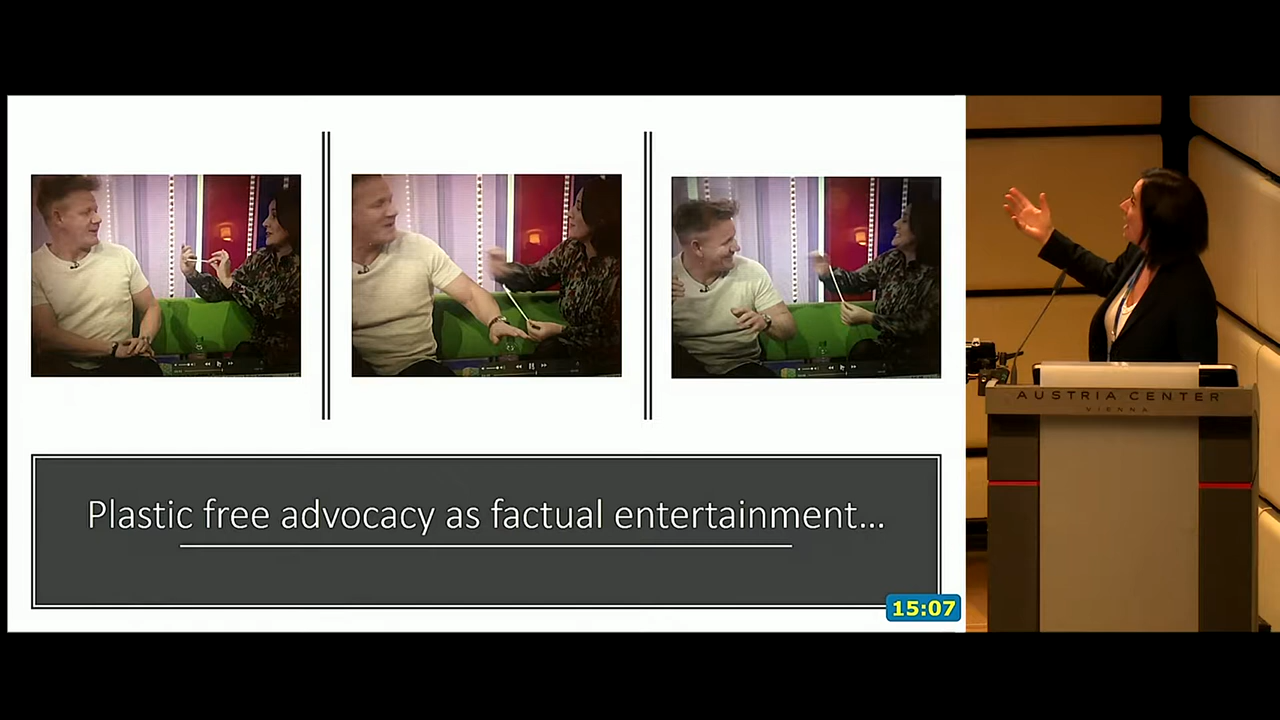 Plastic free advocacy as factual entertainment...
15:07
AUSTRIA CENTER
VIENNA